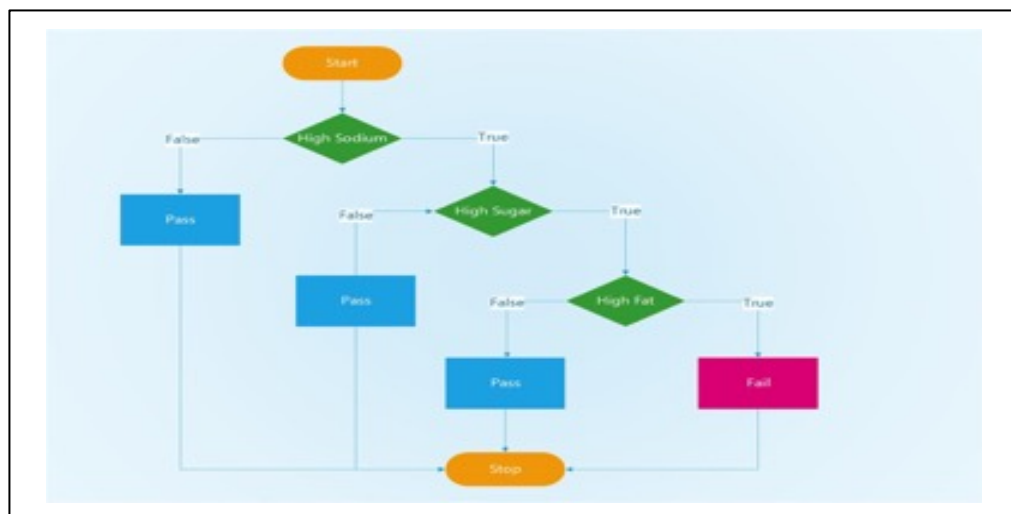 Start
High Sodium
False
True
Pass
High Sugar
False
True
Pass
High Fat
False
True
Pass
Fail
Stop